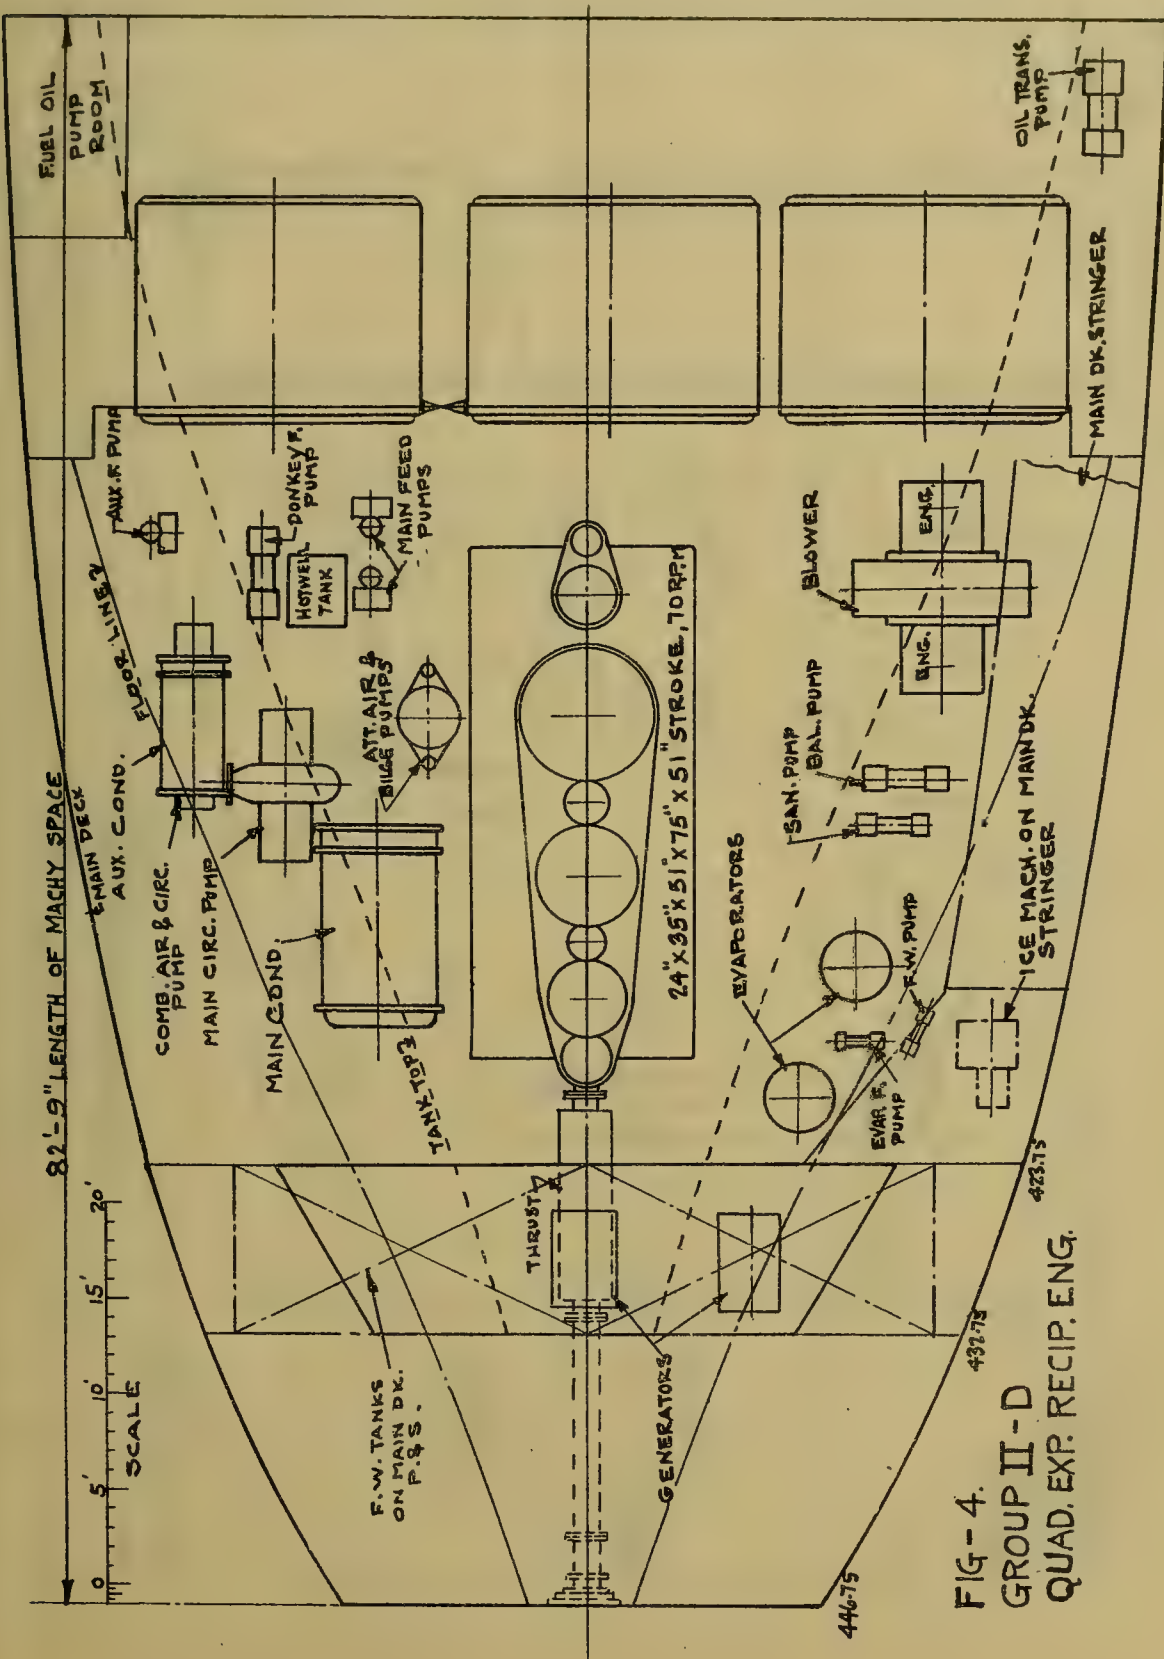 FUEL OIL
PUMP
ROOM
82'-9" LENGTH OF MACHY SPACE
MAIN DECK
AUX. COND.
FLOOR LINE
AUX. F. PUMP
DONKEY F.
PUMP
HOTWELL
TANK
MAIN FEED
PUMPS
COMB. AIR & CIRC.
PUMP
MAIN CIRC. PUMP
MAIN COND.
ATT. AIR &
BILGE PUMPS
TANK TOP
24" X 35" X 51" X 75" X 51" STROKE, 70 R.P.M
OIL TRANS.
PUMP
MAIN DK. STRINGER
BLOWER
ENG.
ENG.
SAN. PUMP
BAL. PUMP
EVAPORATORS
F.W. PUMP
EVAP. F.
PUMP
ICE MACH. ON MAIN DK.
STRINGER
THRUST
F.W. TANKS
ON MAIN DK.
P. & S.
GENERATORS
0 5' 10' 15' 20'
SCALE
423.75
432.75
446.75
FIG-4.
GROUP II-D
QUAD. EXP. RECIP. ENG.